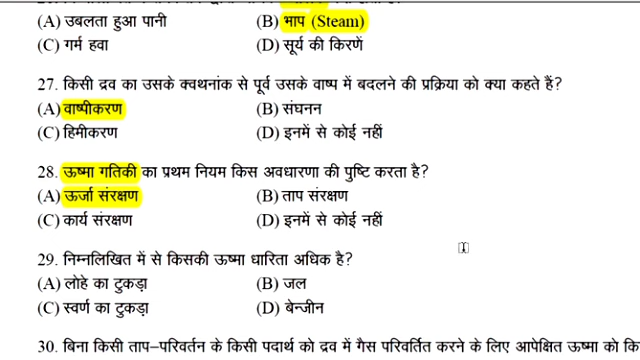 (A) उबलता हुआ पानी (B) भाप (Steam)
(C) गर्म हवा (D) सूर्य की किरणें
27. किसी द्रव का उसके क्वथनांक से पूर्व उसके वाष्प में बदलने की प्रक्रिया को क्या कहते हैं?
(A) वाष्पीकरण (B) संघनन
(C) हिमीकरण (D) इनमें से कोई नहीं
28. ऊष्मा गतिकी का प्रथम नियम किस अवधारणा की पुष्टि करता है?
(A) ऊर्जा संरक्षण (B) ताप संरक्षण
(C) कार्य संरक्षण (D) इनमें से कोई नहीं
29. निम्नलिखित में से किसकी ऊष्मा धारिता अधिक है?
(A) लोहे का टुकड़ा (B) जल
(C) स्वर्ण का टुकड़ा (D) बेन्जीन
30. बिना किसी ताप-परिवर्तन के किसी पदार्थ को द्रव में गैस परिवर्तित करने के लिए आपेक्षित ऊष्मा को